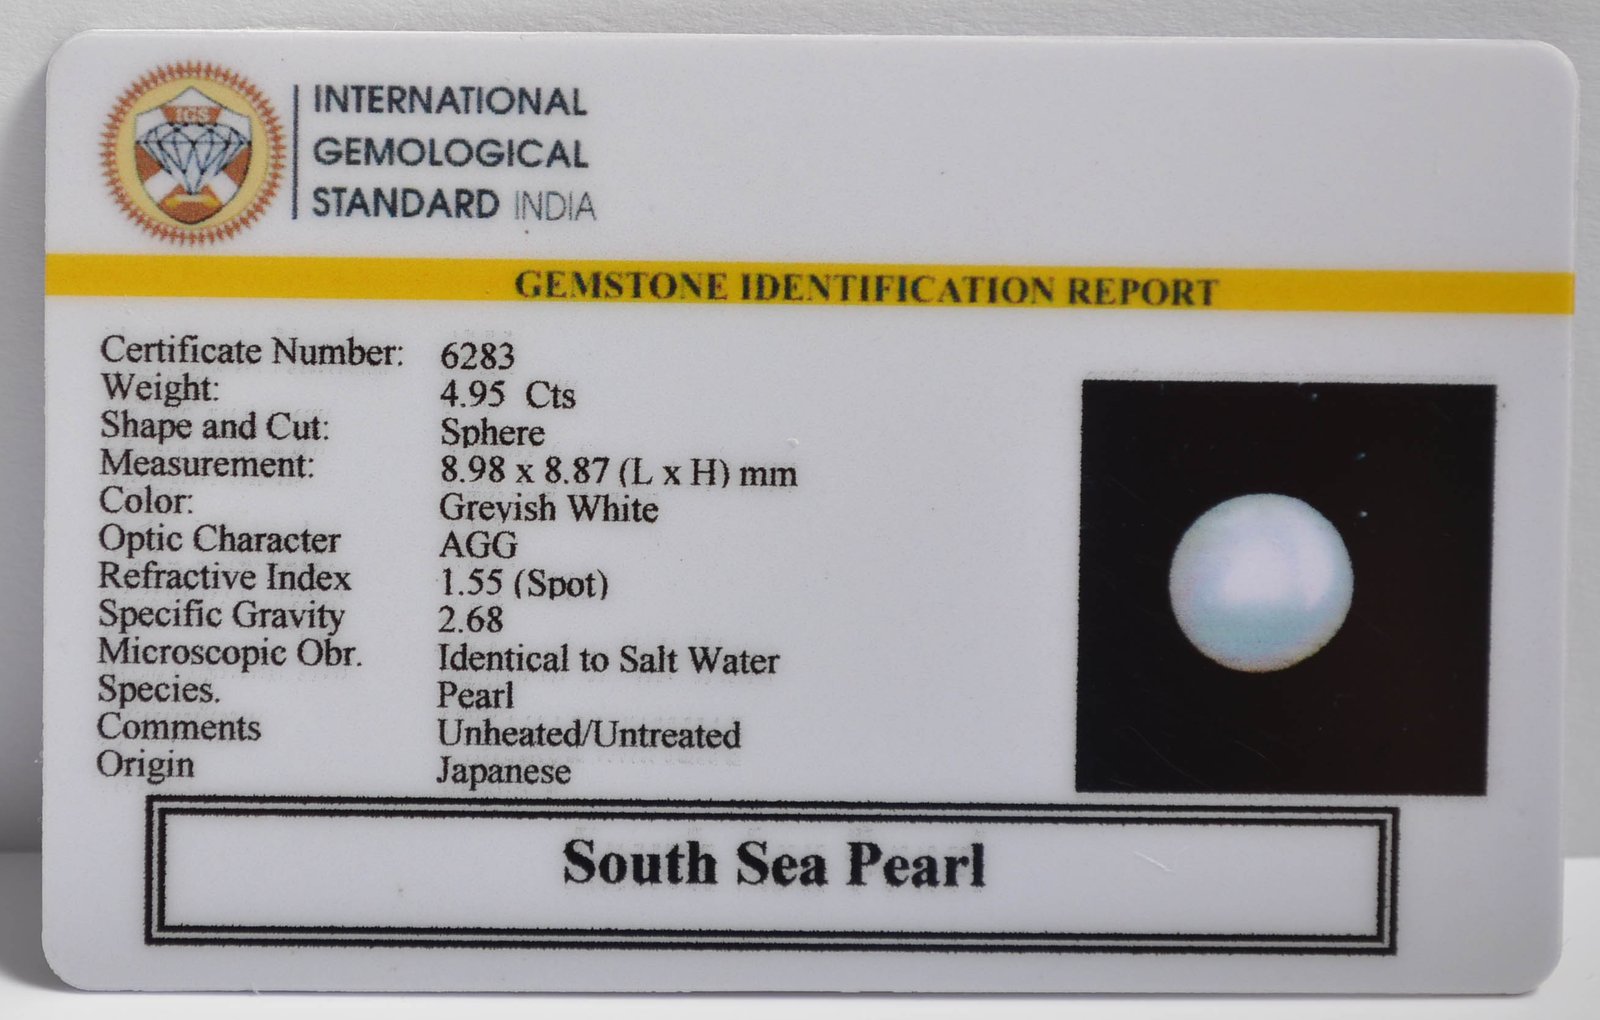 IGS
INTERNATIONAL
GEMOLOGICAL
STANDARD INDIA
GEMSTONE IDENTIFICATION REPORT
Certificate Number: 6283
Weight: 4.95 Cts
Shape and Cut: Sphere
Measurement: 8.98 x 8.87 (L x H) mm
Color: Greyish White
Optic Character AGG
Refractive Index 1.55 (Spot)
Specific Gravity 2.68
Microscopic Obr. Identical to Salt Water
Species. Pearl
Comments Unheated/Untreated
Origin Japanese
South Sea Pearl